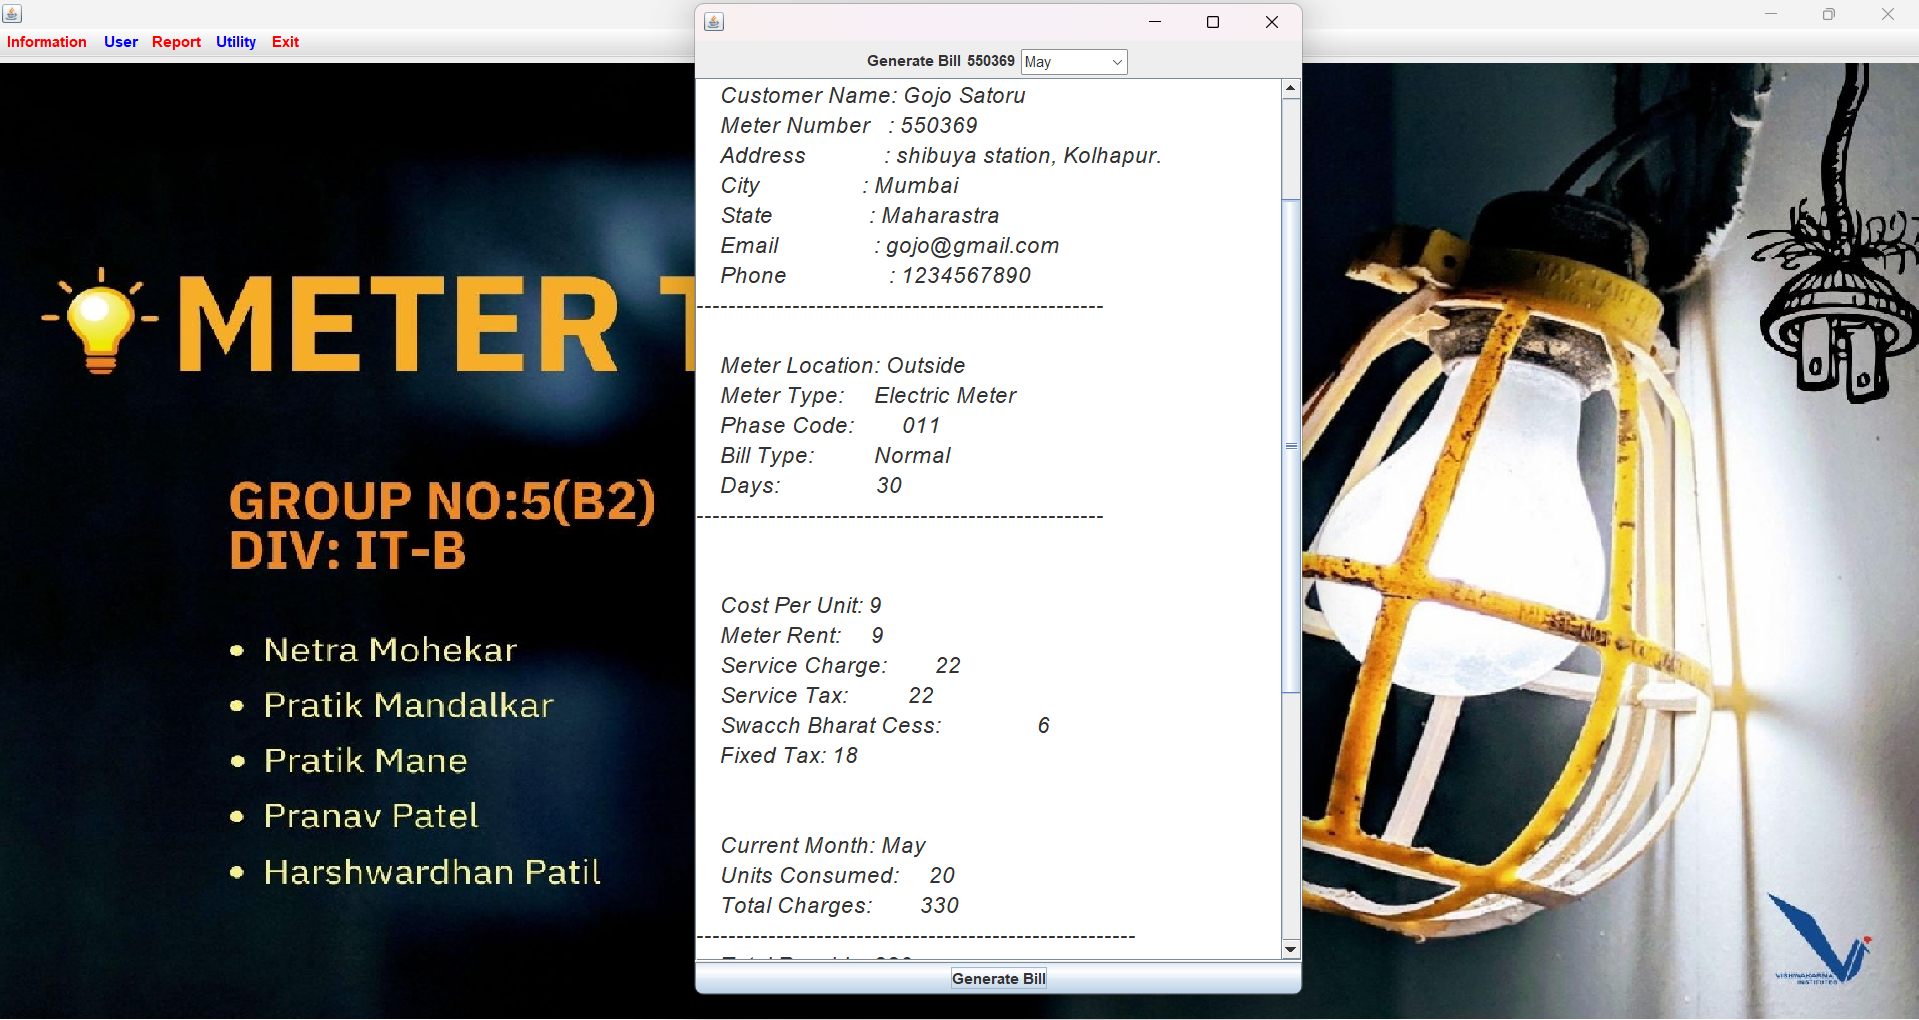 Information User Report Utility Exit
Generate Bill 550369 May
Customer Name: Gojo Satoru
Meter Number : 550369
Address : shibuya station, Kolhapur.
City : Mumbai
State : Maharastra
Email : gojo@gmail.com
Phone : 1234567890
---------------------------------------------------
Meter Location: Outside
Meter Type: Electric Meter
Phase Code: 011
Bill Type: Normal
Days: 30
---------------------------------------------------
Cost Per Unit: 9
Meter Rent: 9
Service Charge: 22
Service Tax: 22
Swacch Bharat Cess: 6
Fixed Tax: 18
Current Month: May
Units Consumed: 20
Total Charges: 330
-------------------------------------------------------
Generate Bill
METER
GROUP NO:5(B2)
DIV: IT-B
• Netra Mohekar
• Pratik Mandalkar
• Pratik Mane
• Pranav Patel
• Harshwardhan Patil